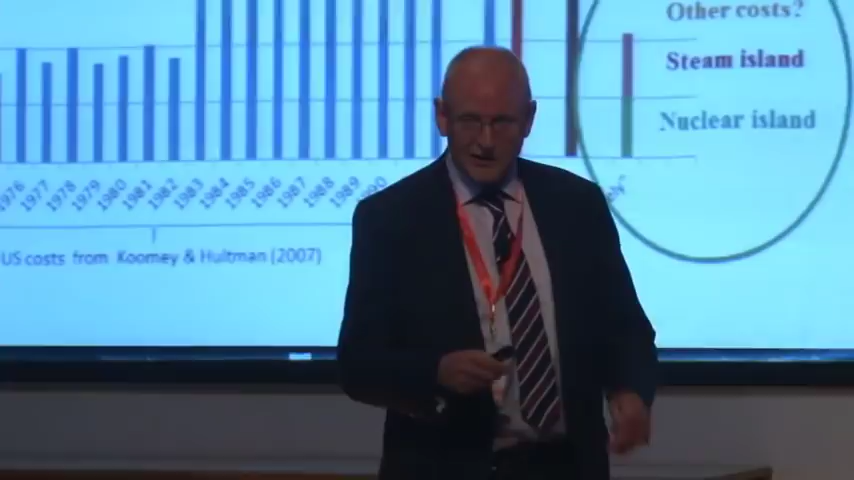 Other costs?
Steam island
Nuclear island
1976 1977 1978 1979 1980 1981 1982 1983 1984 1985 1986 1987 1988 1989 1990
US costs from Koomey & Hultman (2007)